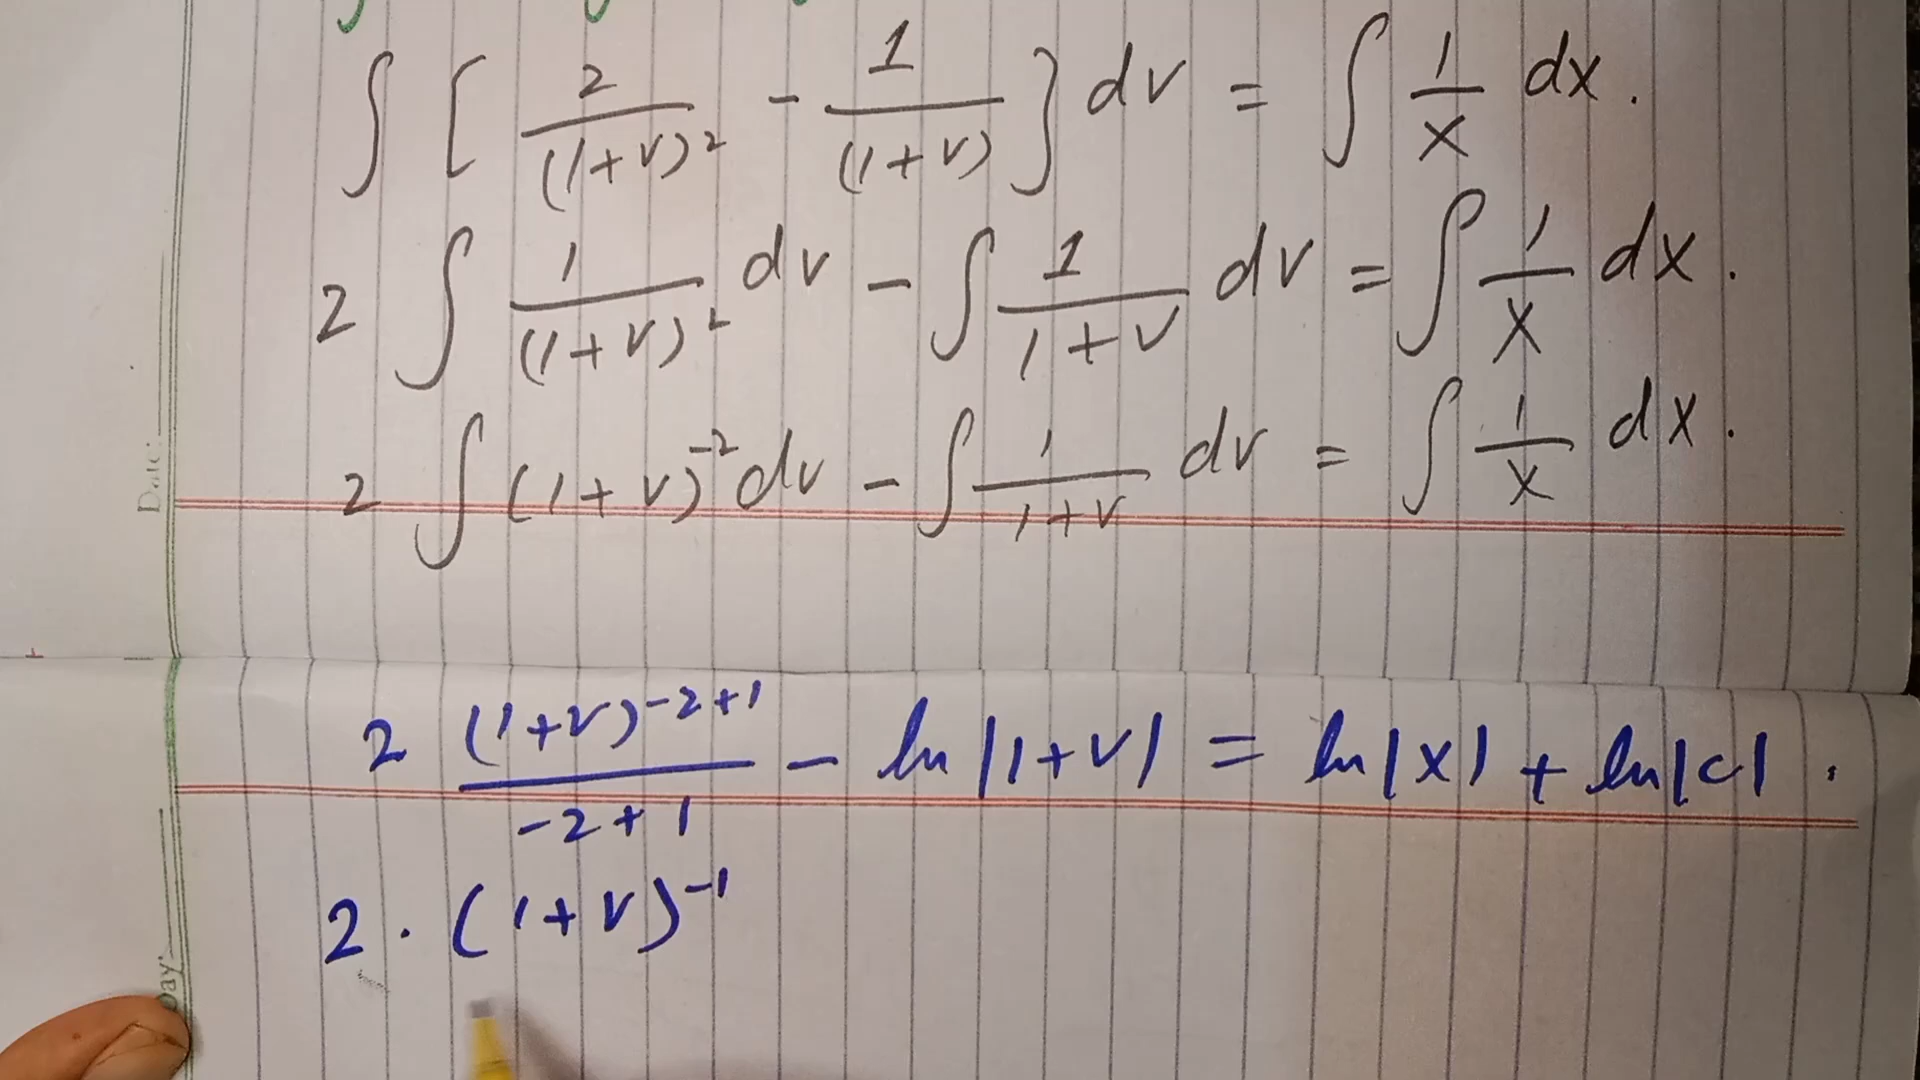 ∫ [ 2/(1+v)² - 1/(1+v) ] dv = ∫ 1/x dx.
2 ∫ 1/(1+v)² dv - ∫ 1/1+v dv = ∫ 1/x dx.
2 ∫ (1+v)⁻² dv - ∫ 1/1+v dv = ∫ 1/x dx.
Date:
2 (1+v)⁻²⁺¹/-2+1 - ln|1+v| = ln|x| + ln|c| .
2 . (1+v)⁻¹